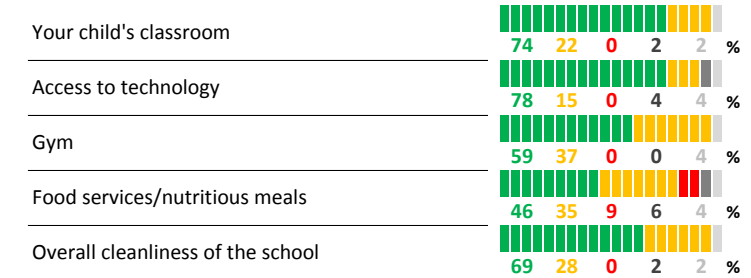 Your child's classroom
74 22 0 2 2 %
Access to technology
78 15 0 4 4 %
Gym
59 37 0 0 4 %
Food services/nutritious meals
46 35 9 6 4 %
Overall cleanliness of the school
69 28 0 2 2 %